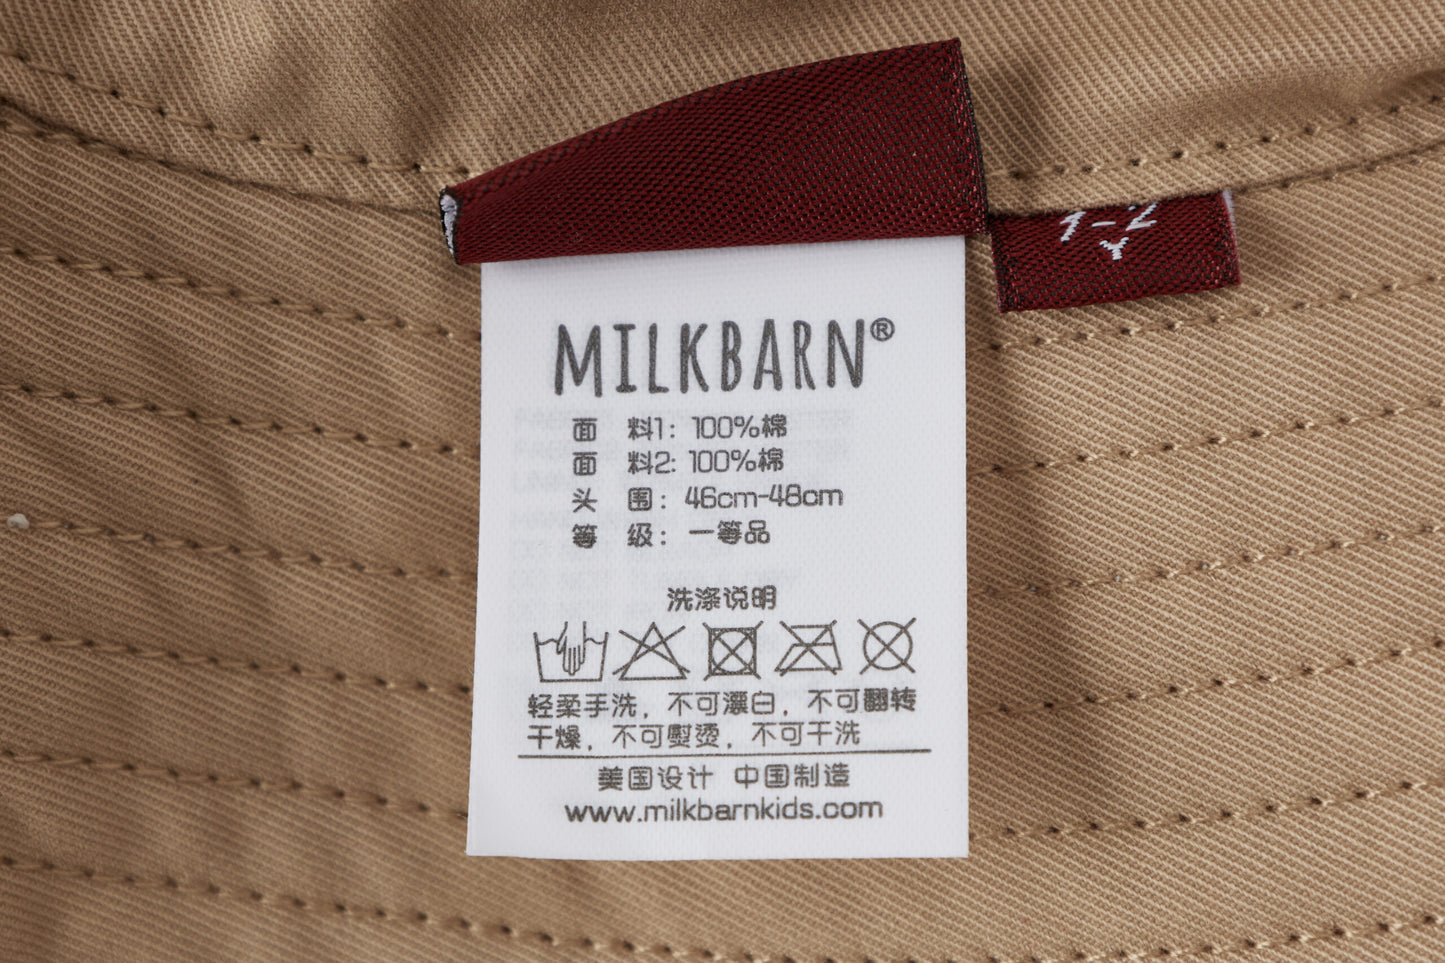 1-2
Y
MILKBARN®
面 料1: 100%棉
面 料2: 100%棉
头 围: 46cm-48cm
等 级: 一等品
洗涤说明
轻柔手洗, 不可漂白, 不可翻转
干燥, 不可熨烫, 不可干洗
美国设计 中国制造
www.milkbarnkids.com